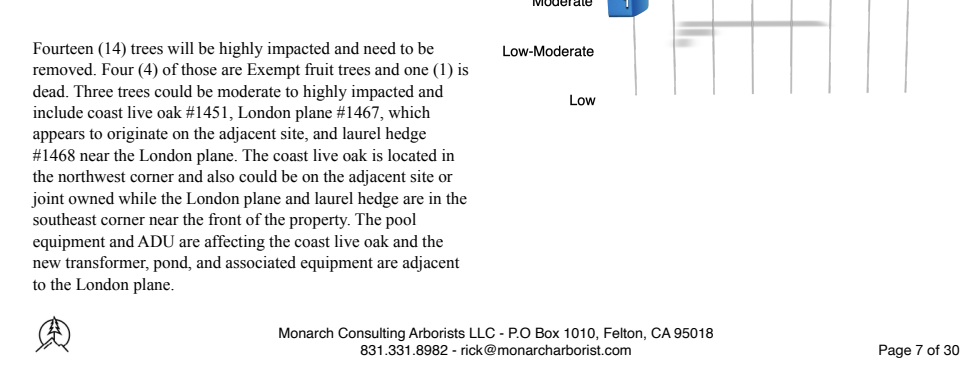 Moderate
Low-Moderate
Low
Fourteen (14) trees will be highly impacted and need to be
removed. Four (4) of those are Exempt fruit trees and one (1) is
dead. Three trees could be moderate to highly impacted and
include coast live oak #1451, London plane #1467, which
appears to originate on the adjacent site, and laurel hedge
#1468 near the London plane. The coast live oak is located in
the northwest corner and also could be on the adjacent site or
joint owned while the London plane and laurel hedge are in the
southeast corner near the front of the property. The pool
equipment and ADU are affecting the coast live oak and the
new transformer, pond, and associated equipment are adjacent
to the London plane.
Monarch Consulting Arborists LLC - P.O Box 1010, Felton, CA 95018
831.331.8982 - rick@monarcharborist.com
Page 7 of 30